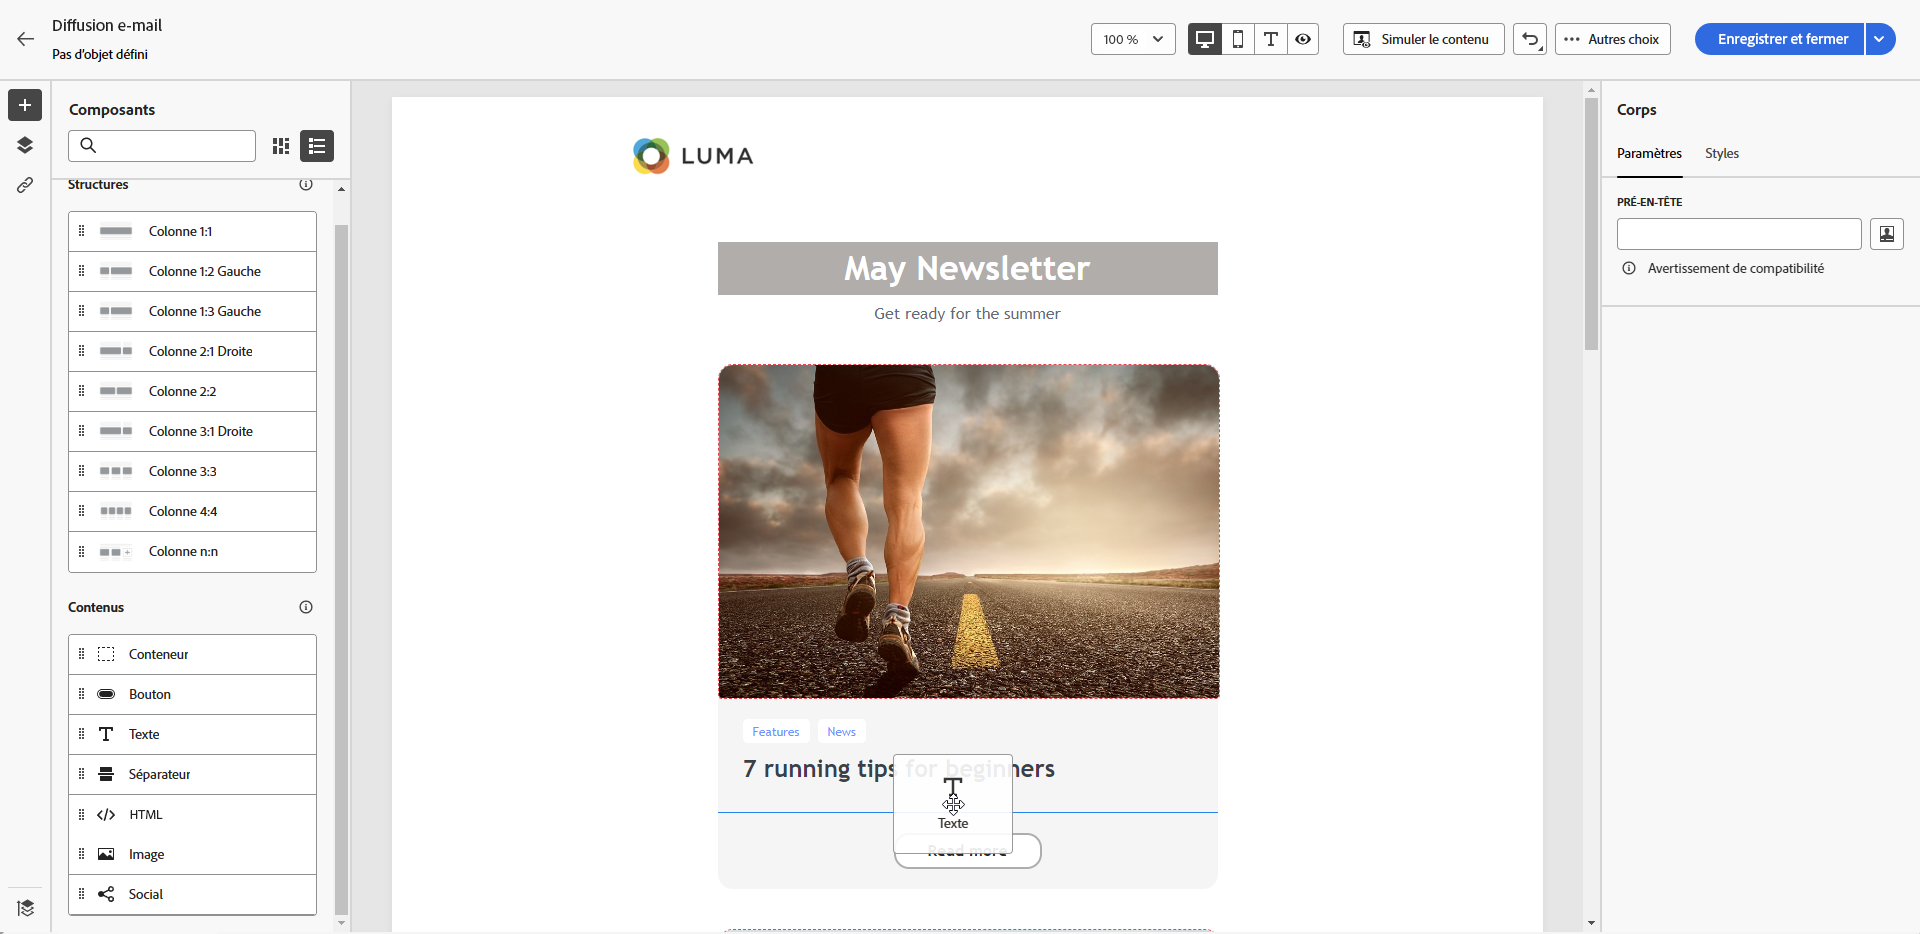 Diffusion e-mail
Pas d'objet défini
100 %
Simuler le contenu
Autres choix
Enregistrer et fermer
Composants
Structures
Colonne 1:1
Colonne 1:2 Gauche
Colonne 1:3 Gauche
Colonne 2:1 Droite
Colonne 2:2
Colonne 3:1 Droite
Colonne 3:3
Colonne 4:4
Colonne n:n
Contenus
Conteneur
Bouton
Texte
Séparateur
HTML
Image
Social
LUMA
May Newsletter
Get ready for the summer
Features
News
7 running tips for beginners
Texte
Read more
Corps
Paramètres
Styles
PRÉ-EN-TÊTE
Avertissement de compatibilité